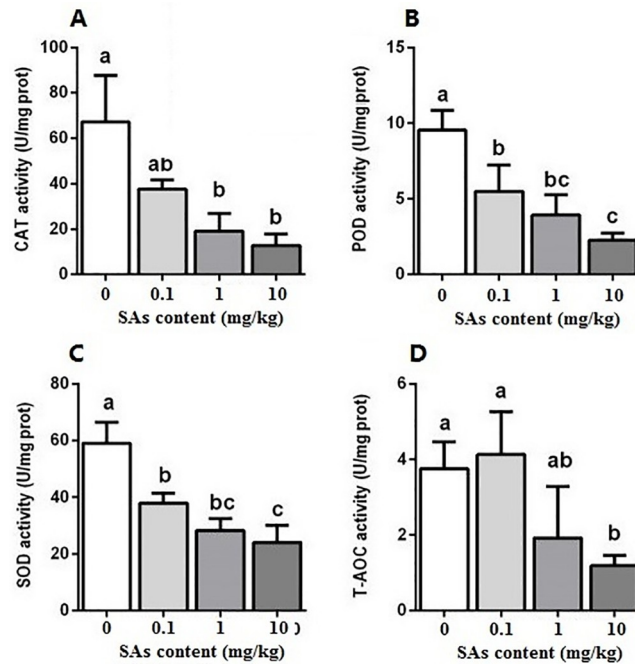 A
CAT activity (U/mg prot)
100
80
60
40
20
0
a
ab
b
b
0 0.1 1 10
SAs content (mg/kg)
B
POD activity (U/mg prot)
15
10
5
0
a
b
bc
c
0 0.1 1 10
SAs content (mg/kg)
C
SOD activity (U/mg prot)
80
60
40
20
0
a
b
bc
c
0 0.1 1 10 )
SAs content (mg/kg)
D
T-AOC activity (U/mg prot)
6
4
2
0
a
a
ab
b
0 0.1 1 10
SAs content (mg/kg)